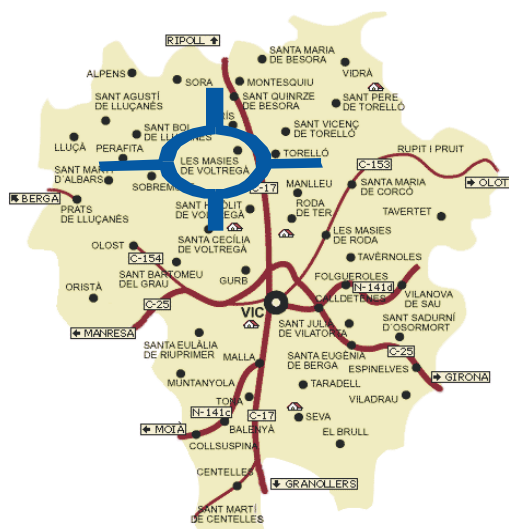 RIPOLL
SANTA MARIA
DE BESORA
ALPENS
SORA
VIDRÀ
MONTESQUIU
SANT AGUSTÍ
DE LLUÇANÈS
SANT QUINRZE
DE BESORA
SANT PERE
DE TORELLÓ
SANT BOI
DE LLUÇANÈS
SANT VICENÇ
DE TORELLÓ
LLUÇÀ
PERAFITA
LES MASIES
DE VOLTREGÀ
TORELLÓ
RUPIT I PRUIT
C-153
SANT MARTÍ
D'ALBARS
C-17
MANLLEU
SANTA MARIA
DE CORCÓ
OLOT
BERGA
PRATS
DE LLUÇANÈS
DE VOLTREGÀ
RODA
DE TER
TAVERTET
OLOST
SANTA CECÍLIA
DE VOLTREGÀ
LES MASIES
DE RODA
C-154
TAVÈRNOLES
SANT BARTOMEU
DEL GRAU
GURB
FOLGUEROLES
N-141d
ORISTÀ
C-25
VIC
CALLDETENES
VILANOVA
DE SAU
MANRESA
SANT JULIÀ
DE VILATORTA
SANT SADURNÍ
D'OSORMORT
SANTA EULÀLIA
DE RIUPRIMER
MALLA
SANTA EUGÈNIA
DE BERGA
C-25
ESPINELVES
GIRONA
MUNTANYOLA
TARADELL
VILADRAU
TONA
N-141c
C-17
SEVA
MOIÀ
BALENYÀ
COLLSUSPINA
EL BRULL
CENTELLES
GRANOLLERS
SANT MARTÍ
DE CENTELLES